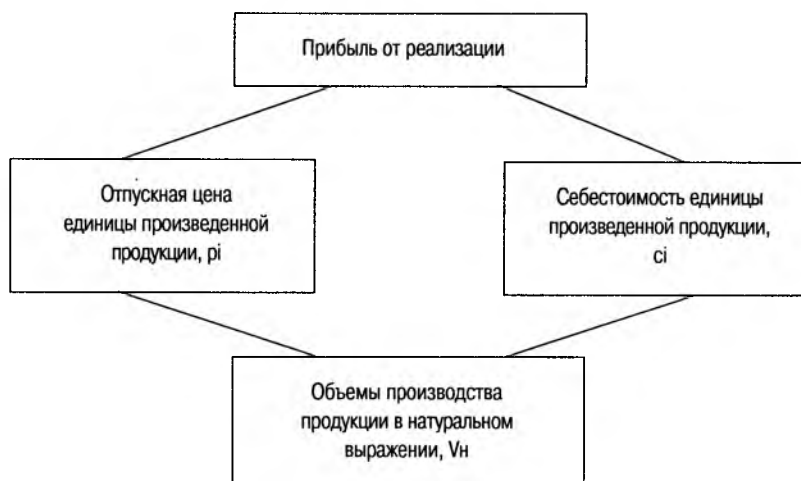 Прибыль от реализации
Отпускная цена
единицы произведенной
продукции, pi
Себестоимость единицы
произведенной продукции,
ci
Объемы производства
продукции в натуральном
выражении, Vн